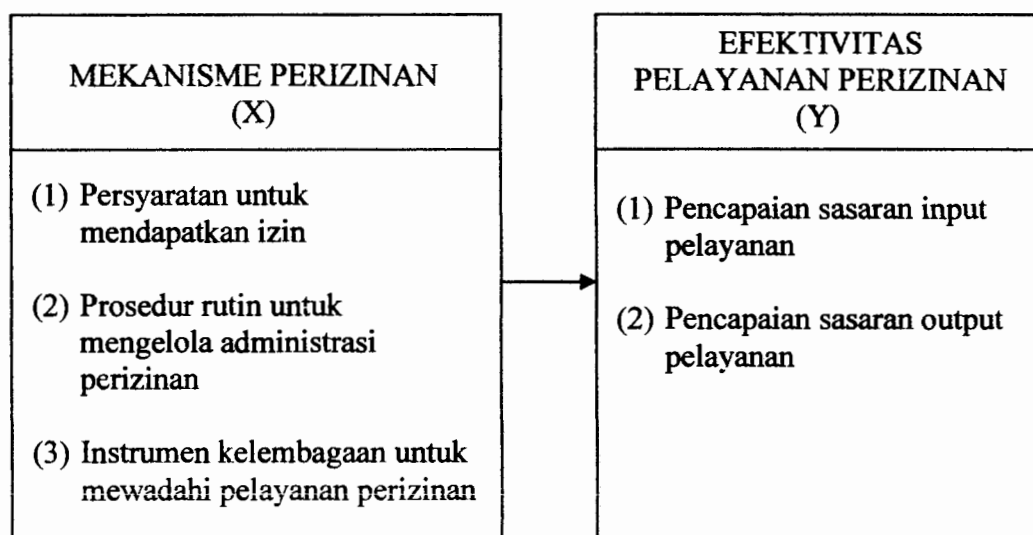 MEKANISME PERIZINAN
(X)
(1) Persyaratan untuk
mendapatkan izin
(2) Prosedur rutin untuk
mengelola administrasi
perizinan
(3) Instrumen kelembagaan untuk
mewadahi pelayanan perizinan
EFEKTIVITAS
PELAYANAN PERIZINAN
(Y)
(1) Pencapaian sasaran input
pelayanan
(2) Pencapaian sasaran output
pelayanan